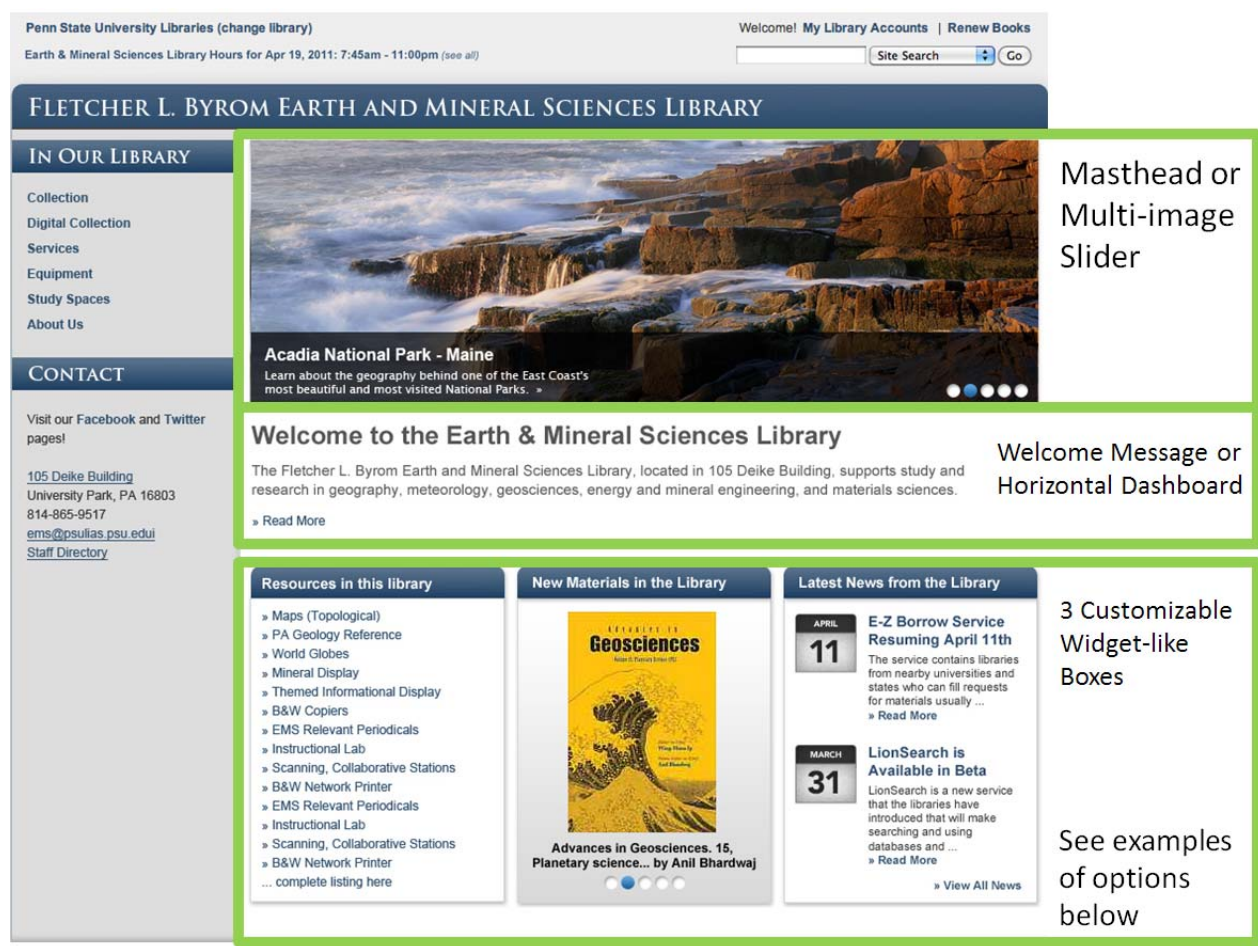 Penn State University Libraries (change library)
Welcome! My Library Accounts | Renew Books
Earth & Mineral Sciences Library Hours for Apr 19, 2011: 7:45am - 11:00pm (see all)
Site Search
Go
FLETCHER L. BYROM EARTH AND MINERAL SCIENCES LIBRARY
IN OUR LIBRARY
Collection
Digital Collection
Services
Equipment
Study Spaces
About Us
CONTACT
Visit our Facebook and Twitter
pages!
105 Deike Building
University Park, PA 16803
814-865-9517
ems@psulias.psu.edui
Staff Directory
Acadia National Park - Maine
Learn about the geography behind one of the East Coast's
most beautiful and most visited National Parks. »
Masthead or
Multi-image
Slider
Welcome to the Earth & Mineral Sciences Library
The Fletcher L. Byrom Earth and Mineral Sciences Library, located in 105 Deike Building, supports study and
research in geography, meteorology, geosciences, energy and mineral engineering, and materials sciences.
» Read More
Welcome Message or
Horizontal Dashboard
Resources in this library
» Maps (Topological)
» PA Geology Reference
» World Globes
» Mineral Display
» Themed Informational Display
» B&W Copiers
» EMS Relevant Periodicals
» Instructional Lab
» Scanning, Collaborative Stations
» B&W Network Printer
» EMS Relevant Periodicals
» Instructional Lab
» Scanning, Collaborative Stations
» B&W Network Printer
... complete listing here
New Materials in the Library
Advances in
Geosciences
Advances in Geosciences. 15,
Planetary science... by Anil Bhardwaj
Latest News from the Library
APRIL
11
E-Z Borrow Service
Resuming April 11th
The service contains libraries
from nearby universities and
states who can fill requests
for materials usually ...
» Read More
MARCH
31
LionSearch is
Available in Beta
LionSearch is a new service
that the libraries have
introduced that will make
searching and using
databases and ...
» Read More
» View All News
3 Customizable
Widget-like
Boxes
See examples
of options
below